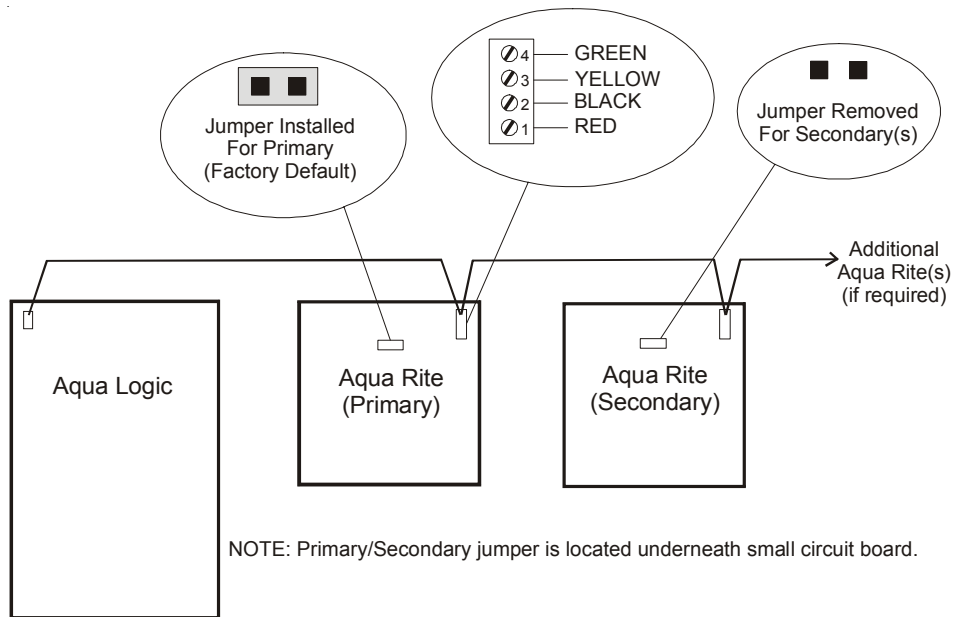 Jumper Installed
For Primary
(Factory Default)
4 GREEN
3 YELLOW
2 BLACK
1 RED
Jumper Removed
For Secondary(s)
Additional
Aqua Rite(s)
(if required)
Aqua Logic
Aqua Rite
(Primary)
Aqua Rite
(Secondary)
NOTE: Primary/Secondary jumper is located underneath small circuit board.